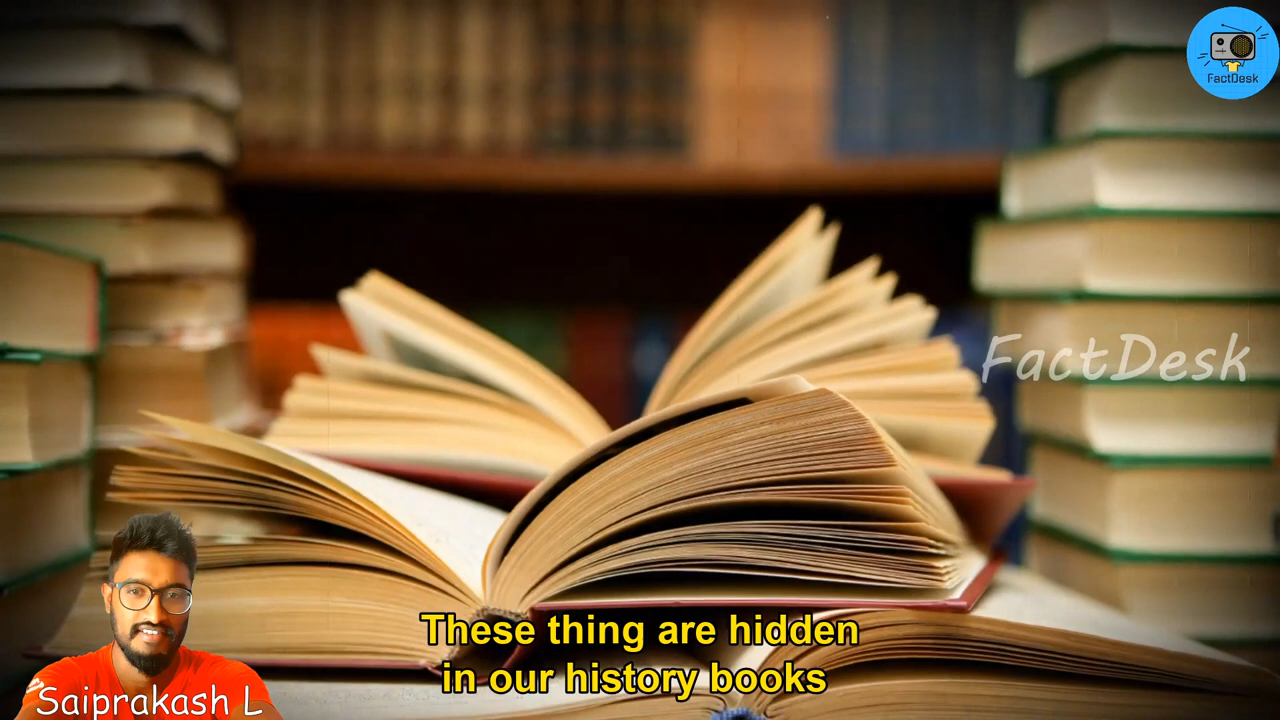 FactDesk
FactDesk
Saiprakash L
These thing are hidden
in our history books